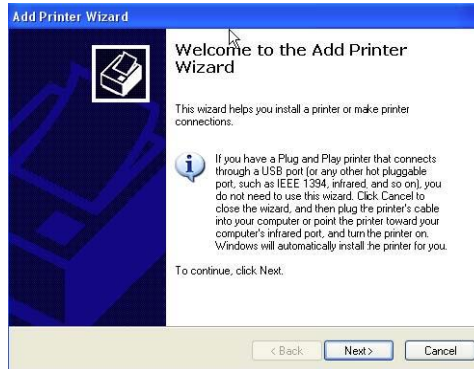 Add Printer Wizard
Welcome to the Add Printer
Wizard
This wizard helps you install a printer or make printer
connections.
If you have a Plug and Play printer that connects
through a USB port (or any other hot pluggable
port, such as IEEE 1394, infrared, and so on), you
do not need to use this wizard. Click Cancel to
close the wizard, and then plug the printer's cable
into your computer or point the printer toward your
computer's infrared port, and turn the printer on.
Windows will automatically install the printer for you.
To continue, click Next.
< Back Next > Cancel